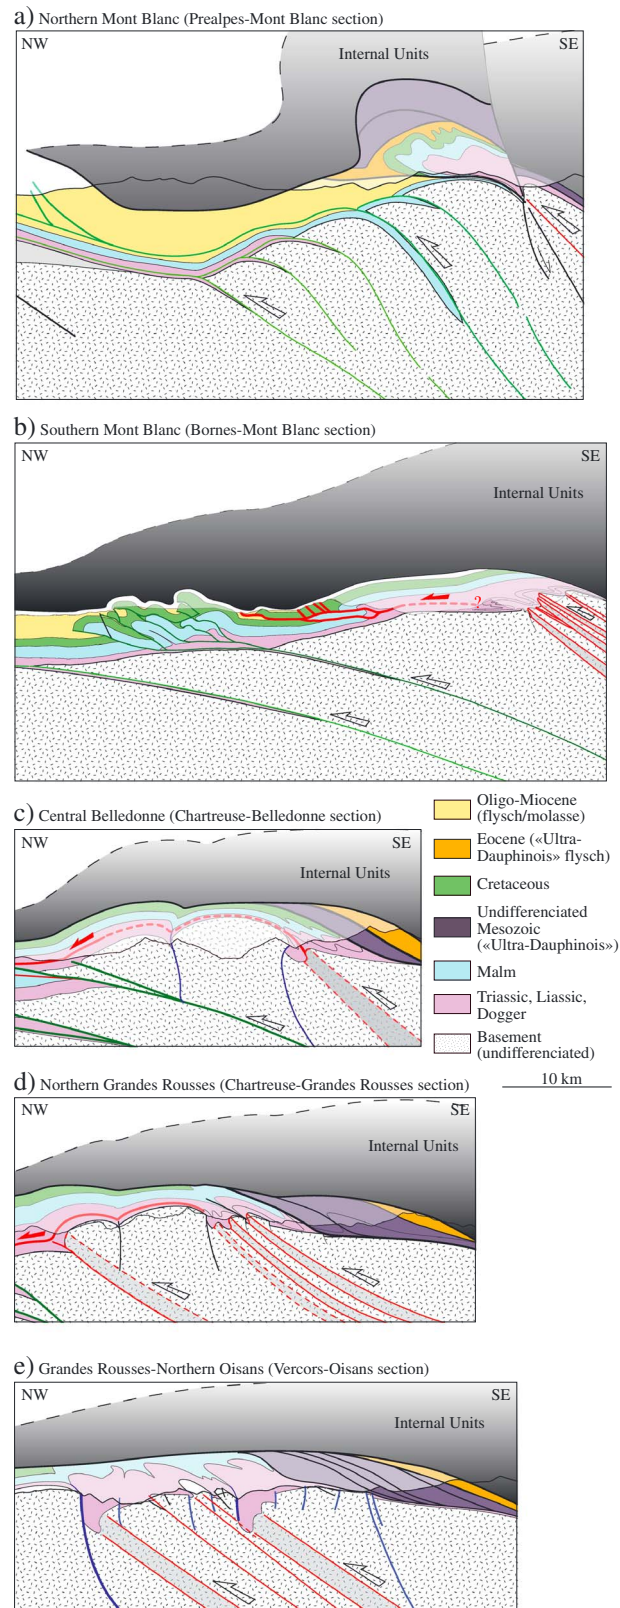 a) Northern Mont Blanc (Prealpes-Mont Blanc section)
NW
SE
Internal Units
b) Southern Mont Blanc (Bornes-Mont Blanc section)
NW
SE
Internal Units
?
c) Central Belledonne (Chartreuse-Belledonne section)
NW
SE
Internal Units
Oligo-Miocene
(flysch/molasse)
Eocene («Ultra-
Dauphinois» flysch)
Cretaceous
Undifferenciated
Mesozoic
(«Ultra-Dauphinois»)
Malm
Triassic, Liassic,
Dogger
Basement
(undifferenciated)
10 km
d) Northern Grandes Rousses (Chartreuse-Grandes Rousses section)
NW
SE
Internal Units
e) Grandes Rousses-Northern Oisans (Vercors-Oisans section)
NW
SE
Internal Units